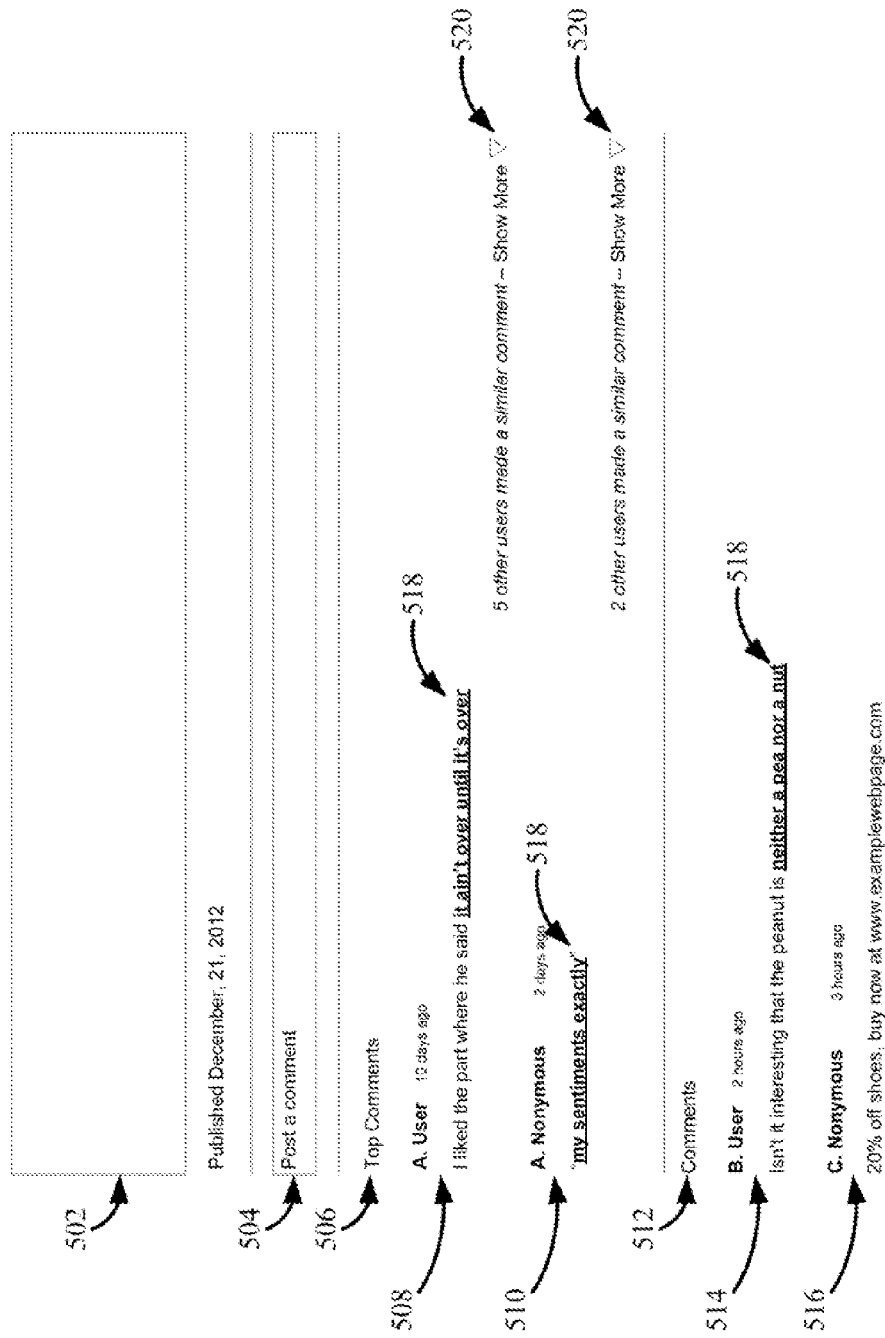 502
Published December, 21, 2012
504
Post a comment
506
Top Comments
508
A. User 10 days ago
518
I liked the part where he said it ain't over until it's over
5 other users made a similar comment – Show More
520
510
A. Nonymous 2 days ago
518
"my sentiments exactly"
2 other users made a similar comment – Show More
520
512
Comments
514
B. User 2 hours ago
518
Isn't it interesting that the peanut is neither a pea nor a nut
516
C. Nonymous 3 hours ago
20% off shoes, buy now at www.examplewebpage.com